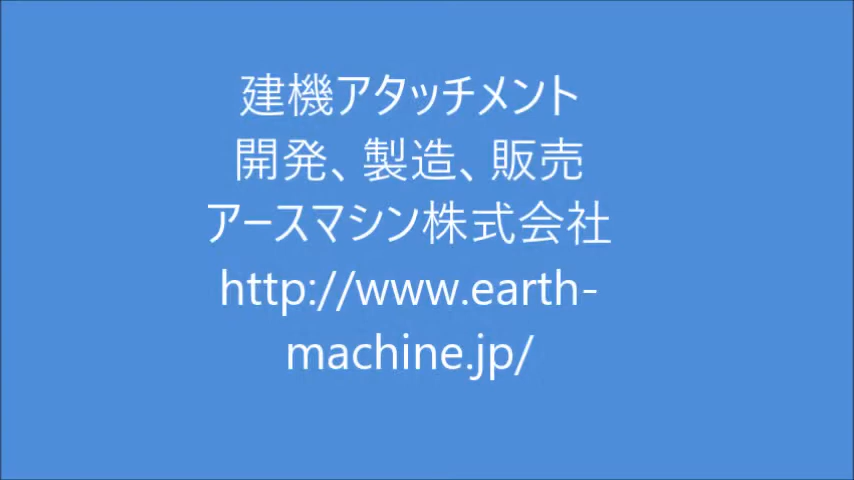 建機アタッチメント
開発、製造、販売
アースマシン株式会社
http://www.earth-
machine.jp/